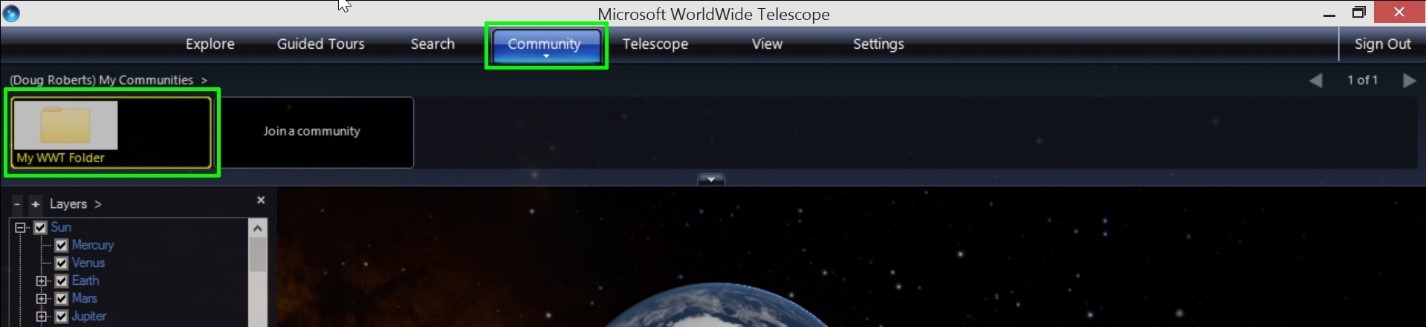 Microsoft WorldWide Telescope
Explore Guided Tours Search Community Telescope View Settings Sign Out
(Doug Roberts) My Communities > 1 of 1
Join a community
My WWT Folder
Layers >
Sun
Mercury
Venus
Earth
Mars
Jupiter